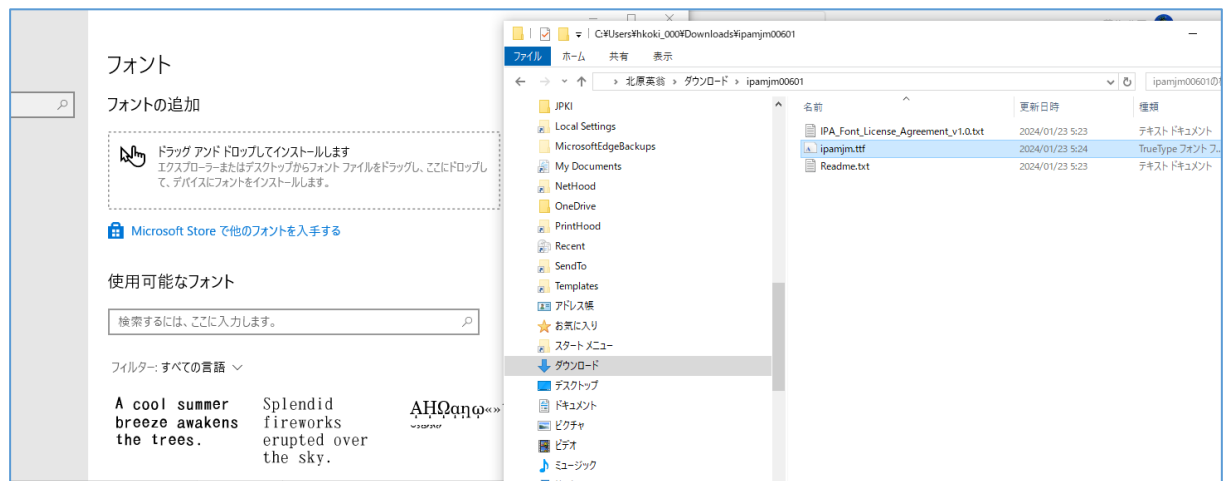 フォント
フォントの追加
ドラッグ アンド ドロップしてインストールします
エクスプローラーまたはデスクトップからフォント ファイルをドラッグし、ここにドロップし
て、デバイスにフォントをインストールします。
Microsoft Store で他のフォントを入手する
使用可能なフォント
検索するには、ここに入力します。
フィルター: すべての言語
A cool summer
breeze awakens
the trees.
Splendid
fireworks
erupted over
the sky.
C:¥Users¥hkoki_000¥Downloads¥ipamjm00601
ファイル ホーム 共有 表示
› 北原英翁 › ダウンロード › ipamjm00601
ipamjm00601の
JPKI
Local Settings
MicrosoftEdgeBackups
My Documents
NetHood
OneDrive
PrintHood
Recent
SendTo
Templates
アドレス帳
お気に入り
スタート メニュー
ダウンロード
デスクトップ
ドキュメント
ピクチャ
ビデオ
ミュージック
名前 更新日時 種類
IPA_Font_License_Agreement_v1.0.txt 2024/01/23 5:23 テキスト ドキュメント
ipamjm.ttf 2024/01/23 5:24 TrueType フォント フ...
Readme.txt 2024/01/23 5:23 テキスト ドキュメント